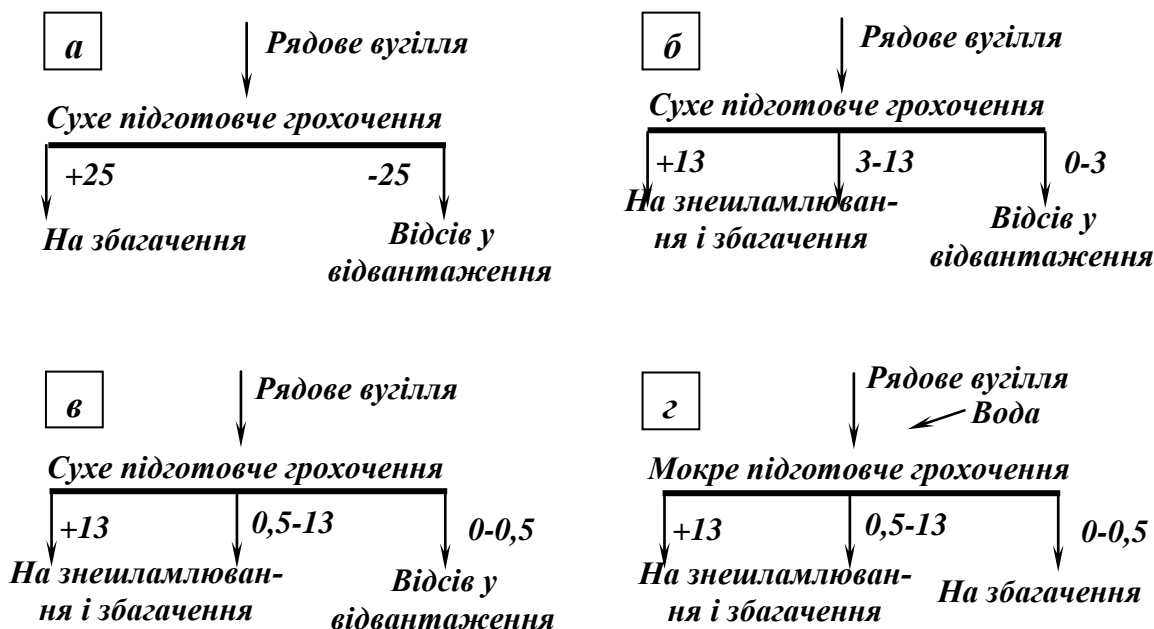 а
Рядове вугілля
Сухе підготовче грохочення
+25
-25
На збагачення
Відсів у
відвантаження
б
Рядове вугілля
Сухе підготовче грохочення
+13
3-13
0-3
На знешламлюван-
ня і збагачення
Відсів у
відвантаження
в
Рядове вугілля
Сухе підготовче грохочення
+13
0,5-13
0-0,5
На знешламлюван-
ня і збагачення
Відсів у
відвантаження
г
Рядове вугілля
Вода
Мокре підготовче грохочення
+13
0,5-13
0-0,5
На знешламлюван-
ня і збагачення
На збагачення